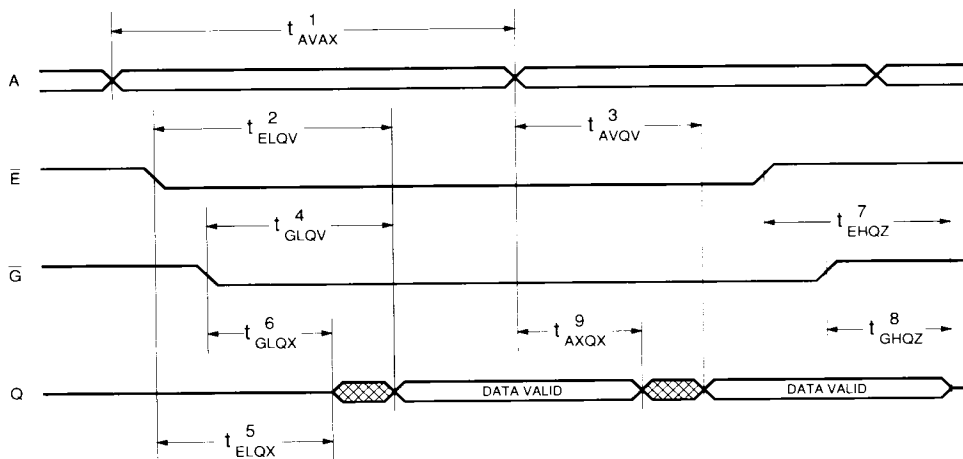 t AVAX 1
A
t ELQV 2
t AVQV 3
E̅
t GLQV 4
t EHQZ 7
G̅
t GLQX 6
t AXQX 9
t GHQZ 8
Q
DATA VALID
DATA VALID
t ELQX 5